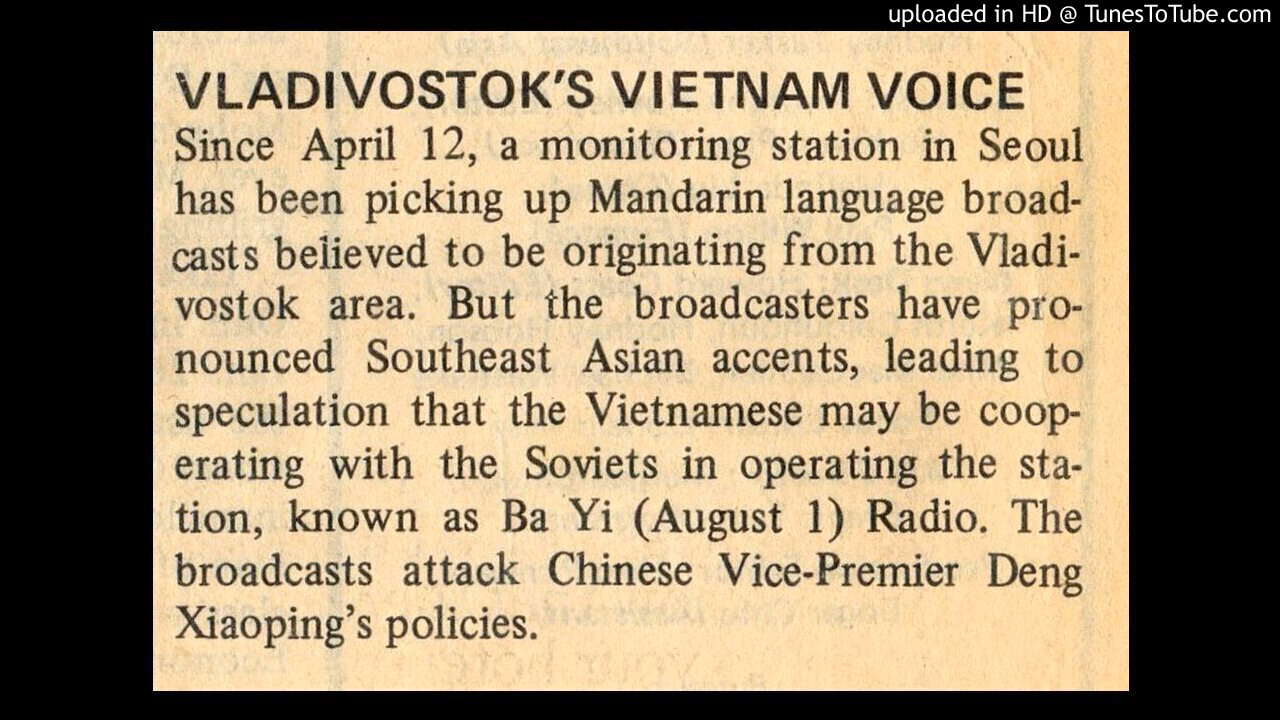 uploaded in HD @ TunesToTube.com
VLADIVOSTOK'S VIETNAM VOICE
Since April 12, a monitoring station in Seoul
has been picking up Mandarin language broad-
casts believed to be originating from the Vladi-
vostok area. But the broadcasters have pro-
nounced Southeast Asian accents, leading to
speculation that the Vietnamese may be coop-
erating with the Soviets in operating the sta-
tion, known as Ba Yi (August 1) Radio. The
broadcasts attack Chinese Vice-Premier Deng
Xiaoping's policies.